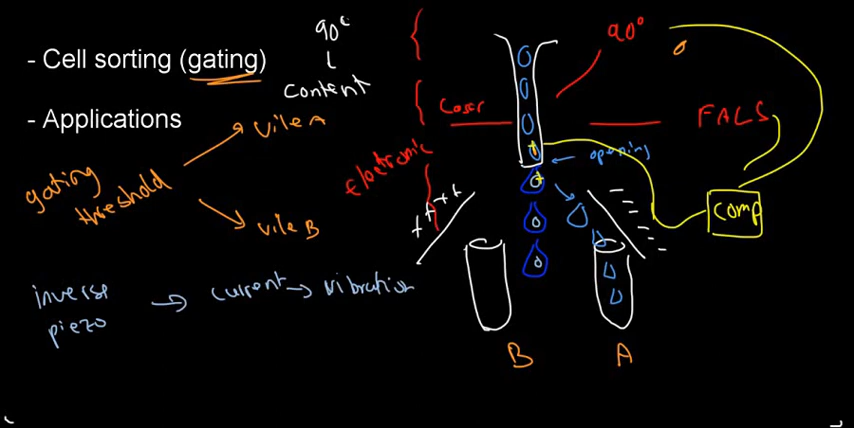 - Cell sorting (gating)
- Applications
90°
Content
gating
threshold
vile A
vile B
inverse
piezo
current
vibration
Laser
electronic
90°
FALS
opening
comp
+
+
+ + + +
- - - - - - -
B
A